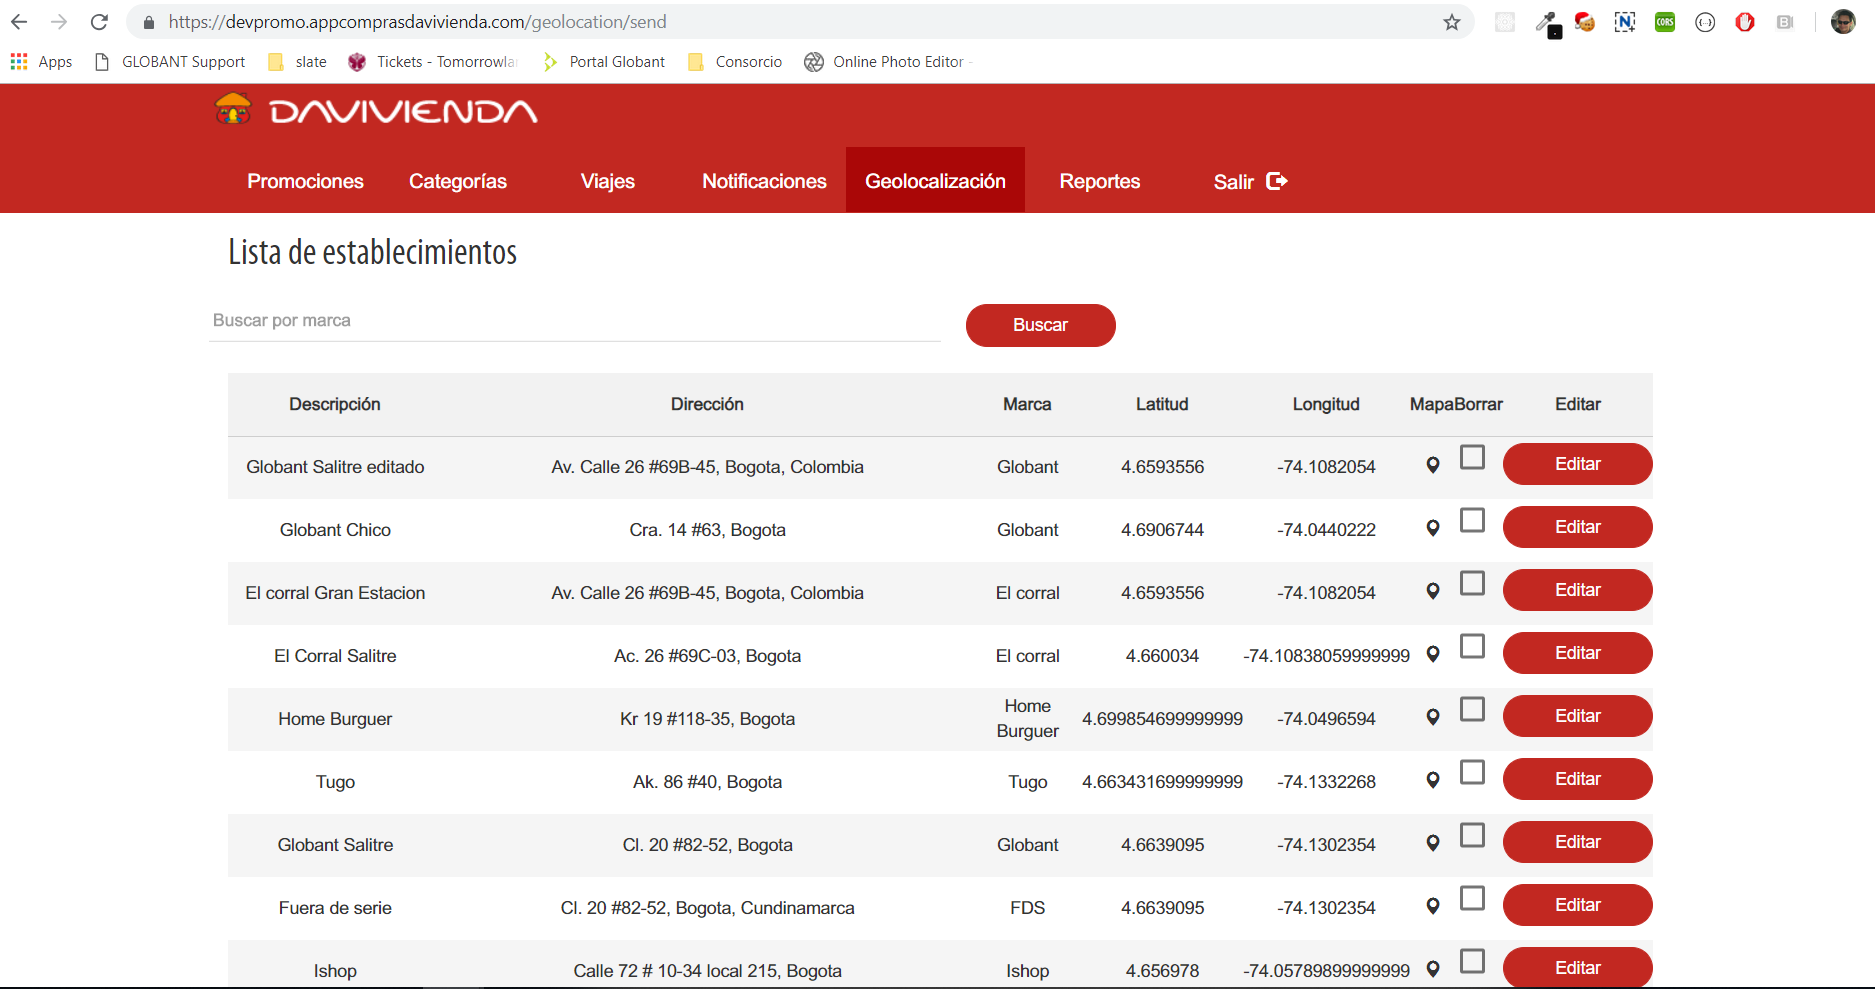 https://devpromo.appcomprasdavivienda.com/geolocation/send
Apps GLOBANT Support slate Tickets - Tomorrowlan Portal Globant Consorcio Online Photo Editor -
DAVIVIENDA
Promociones Categorías Viajes Notificaciones Geolocalización Reportes Salir
Lista de establecimientos
Buscar por marca Buscar
Descripción Dirección Marca Latitud Longitud MapaBorrar Editar
Globant Salitre editado Av. Calle 26 #69B-45, Bogota, Colombia Globant 4.6593556 -74.1082054 Editar
Globant Chico Cra. 14 #63, Bogota Globant 4.6906744 -74.0440222 Editar
El corral Gran Estacion Av. Calle 26 #69B-45, Bogota, Colombia El corral 4.6593556 -74.1082054 Editar
El Corral Salitre Ac. 26 #69C-03, Bogota El corral 4.660034 -74.10838059999999 Editar
Home Burguer Kr 19 #118-35, Bogota Home Burguer 4.699854699999999 -74.0496594 Editar
Tugo Ak. 86 #40, Bogota Tugo 4.663431699999999 -74.1332268 Editar
Globant Salitre Cl. 20 #82-52, Bogota Globant 4.6639095 -74.1302354 Editar
Fuera de serie Cl. 20 #82-52, Bogota, Cundinamarca FDS 4.6639095 -74.1302354 Editar
Ishop Calle 72 # 10-34 local 215, Bogota Ishop 4.656978 -74.05789899999999 Editar